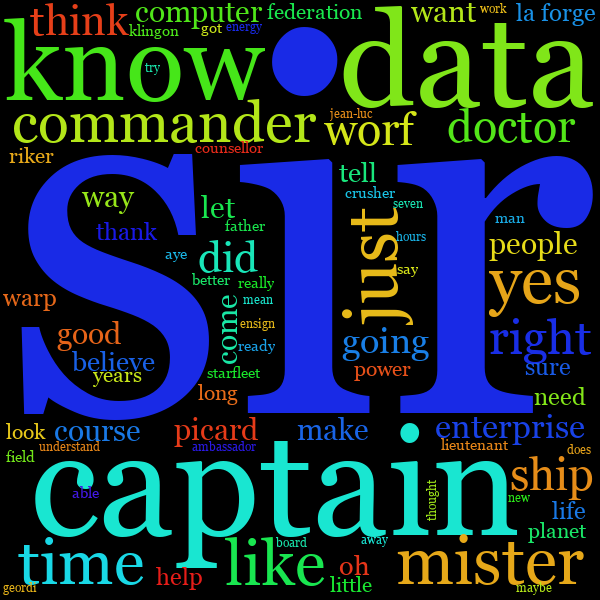 think
computer
federation
want
work
la forge
klingon
got
energy
know
data
try
commander
jean-luc
worf
doctor
riker
counsellor
sir
way
let
tell
crusher
seven
man
thank
father
just
hours
people
aye
did
say
yes
better
really
warp
come
mean
good
ensign
going
right
believe
ready
years
starfleet
power
sure
long
need
look
course
picard
make
enterprise
understand
ambassador
lieutenant
does
field
captain
ship
able
thought
new
life
planet
time
like
board
away
mister
help
oh
little
geordi
maybe